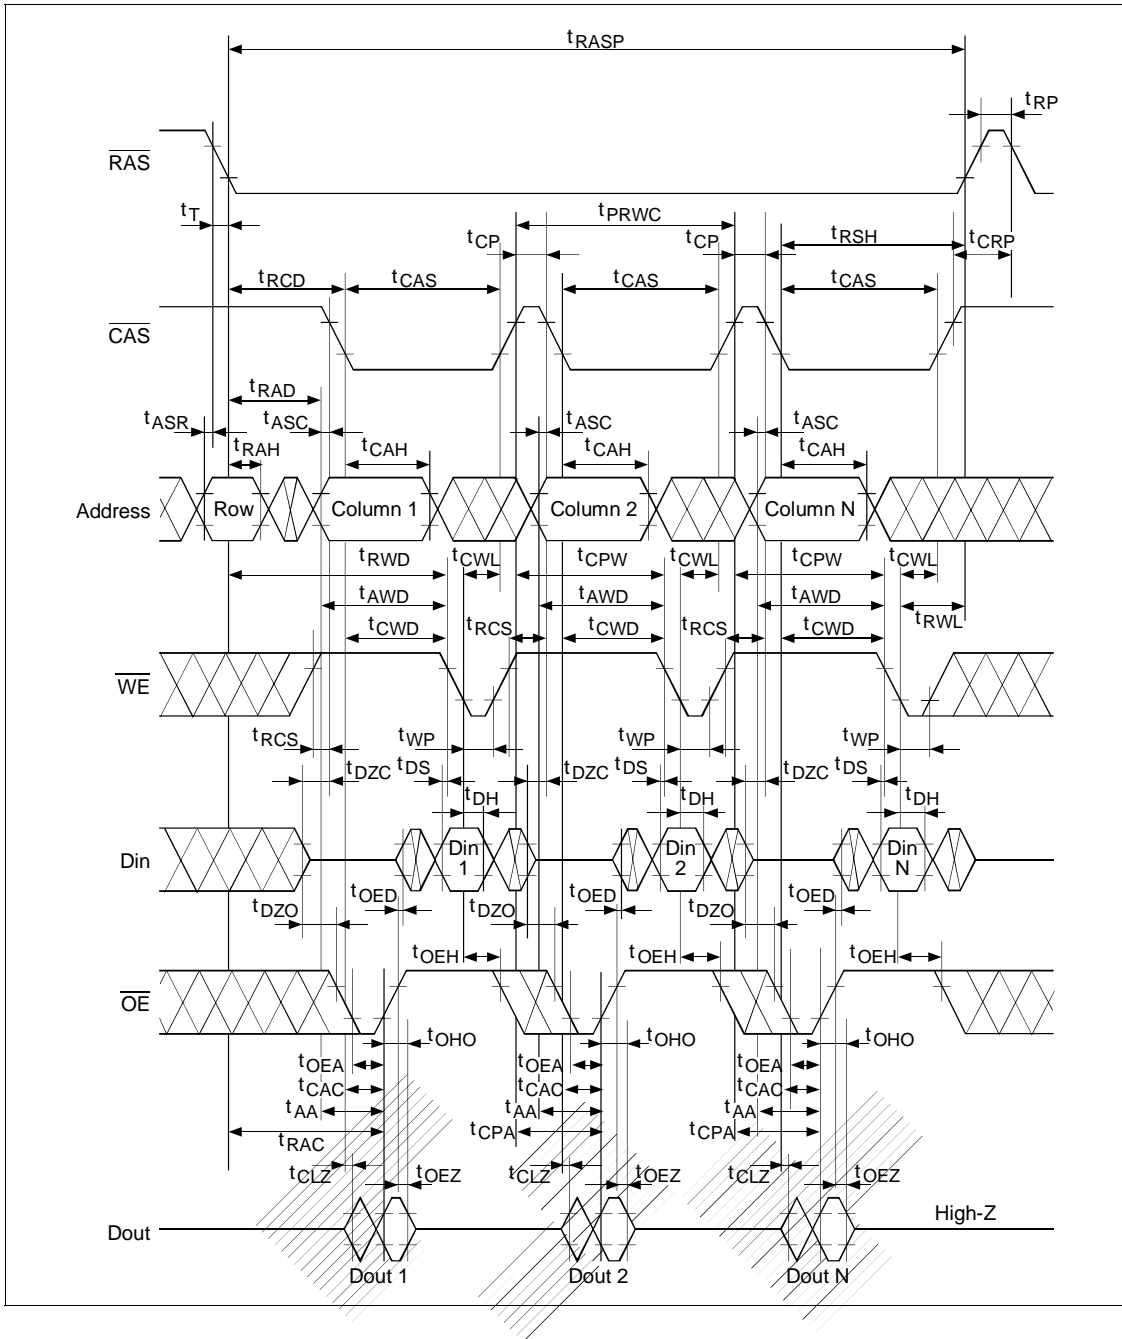 tRASP
tRP
RAS
tT
tPRWC
tCP
tCP
tRSH
tCRP
tRCD
tCAS
tCAS
tCAS
CAS
tRAD
tASR
tASC
tASC
tASC
tRAH
tCAH
tCAH
tCAH
Address
Row
Column 1
Column 2
Column N
tRWD
tCWL
tCPW
tCWL
tCPW
tCWL
tAWD
tAWD
tAWD
tCWD
tRCS
tCWD
tRCS
tCWD
tRWL
WE
tRCS
tWP
tWP
tWP
tDZC
tDS
tDZC
tDS
tDZC
tDS
tDH
tDH
tDH
Din
Din 1
Din 2
Din N
tDZO
tOED
tDZO
tOED
tDZO
tOED
tOEH
tOEH
tOEH
OE
tOHO
tOHO
tOHO
tOEA
tOEA
tOEA
tCAC
tCAC
tCAC
tAA
tAA
tAA
tRAC
tCPA
tCPA
tCLZ
tOEZ
tCLZ
tOEZ
tCLZ
tOEZ
High-Z
Dout
Dout 1
Dout 2
Dout N